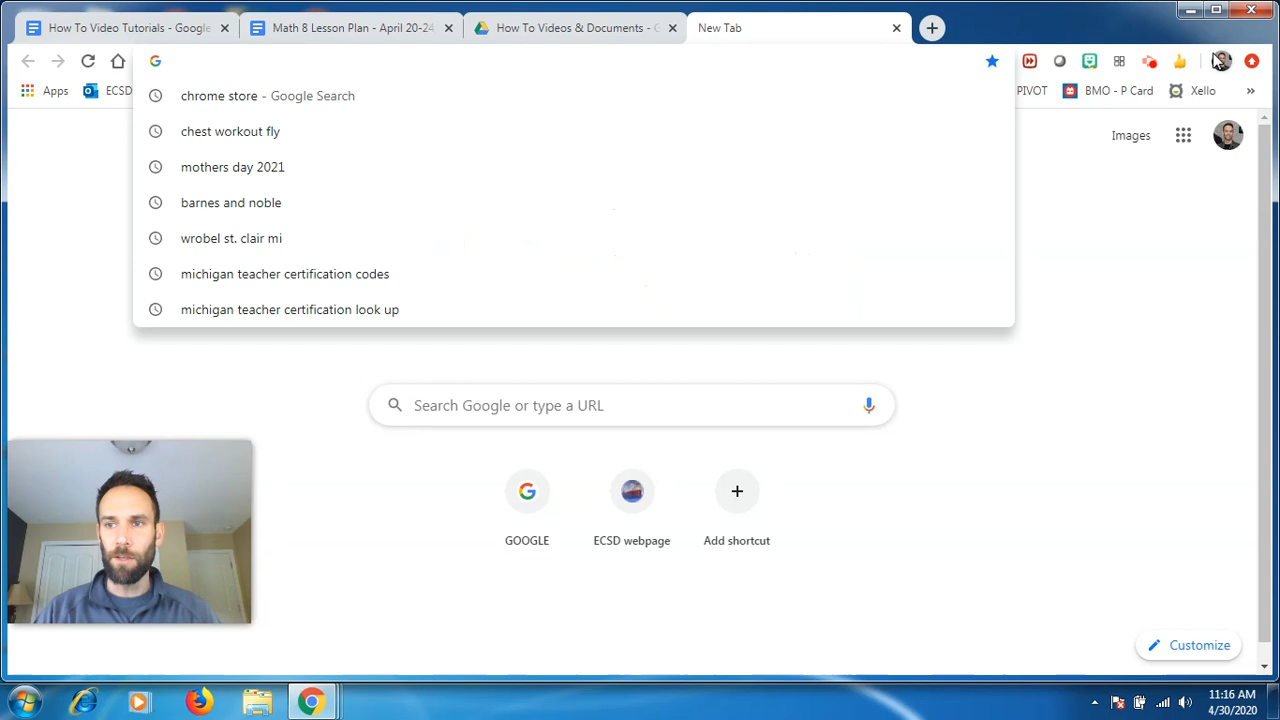 How To Video Tutorials - Google
Math 8 Lesson Plan - April 20-24
How To Videos & Documents - G
New Tab
chrome store - Google Search
chest workout fly
mothers day 2021
barnes and noble
wrobel st. clair mi
michigan teacher certification codes
michigan teacher certification look up
Apps
ECSD
PIVOT
BMO - P Card
Xello
»
Images
Search Google or type a URL
GOOGLE
ECSD webpage
Add shortcut
Customize
11:16 AM
4/30/2020